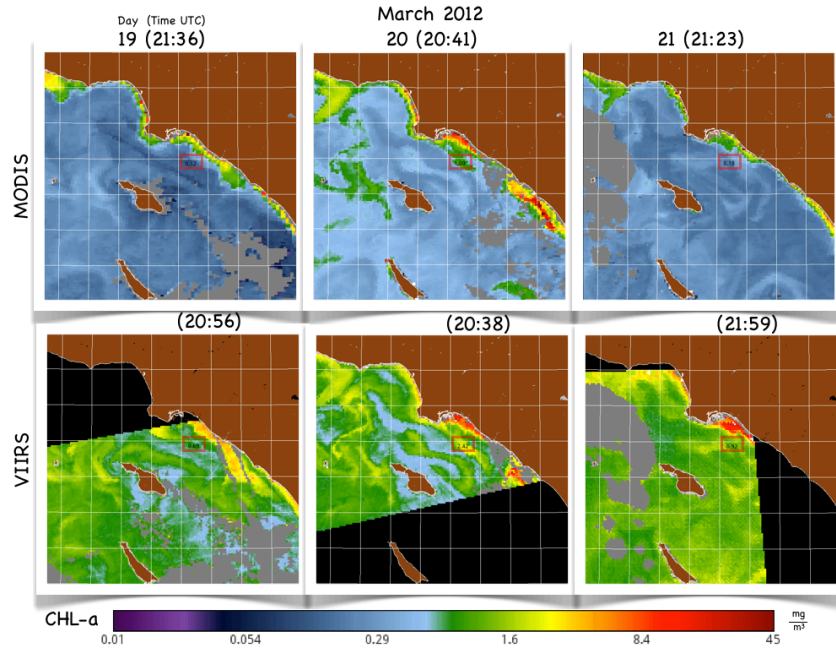 March 2012
Day (Time UTC)
19 (21:36)
20 (20:41)
21 (21:23)
MODIS
(20:56)
(20:38)
(21:59)
VIIRS
CHL-a
0.01
0.054
0.29
1.6
8.4
45
mg
m³